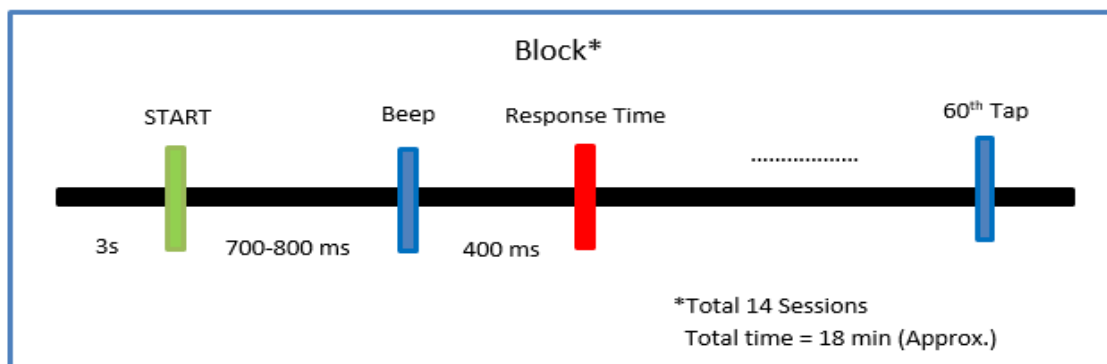 Block*
START
Beep
Response Time
60th Tap
..................
3s
700-800 ms
400 ms
*Total 14 Sessions
Total time = 18 min (Approx.)